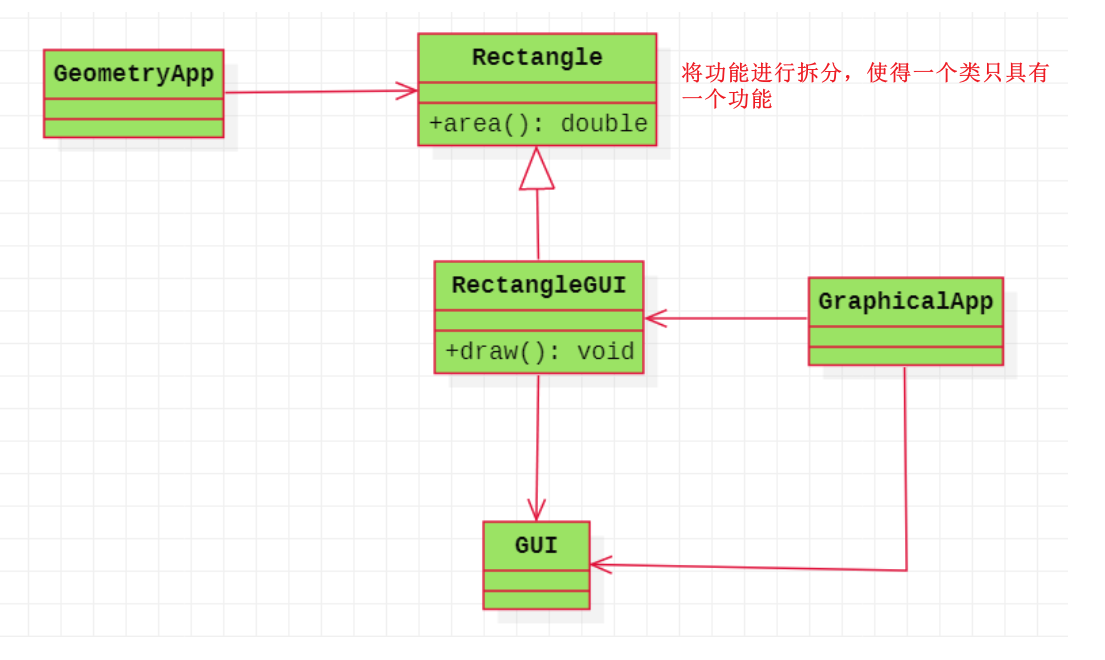 GeometryApp
Rectangle
+area(): double
将功能进行拆分，使得一个类只具有
一个功能
RectangleGUI
+draw(): void
GraphicalApp
GUI